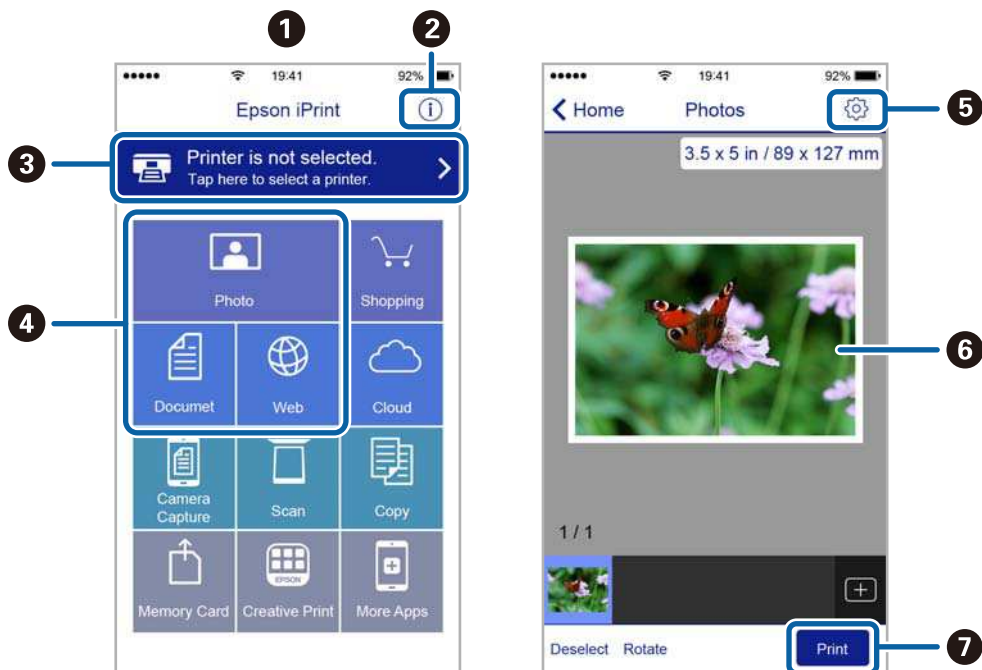 1
2
19:41
92%
Epson iPrint
3
Printer is not selected.
Tap here to select a printer.
4
Photo
Shopping
Documet
Web
Cloud
Camera
Capture
Scan
Copy
EPSON
Memory Card
Creative Print
More Apps
19:41
92%
Home
Photos
5
3.5 x 5 in / 89 x 127 mm
6
1 / 1
Deselect
Rotate
Print
7